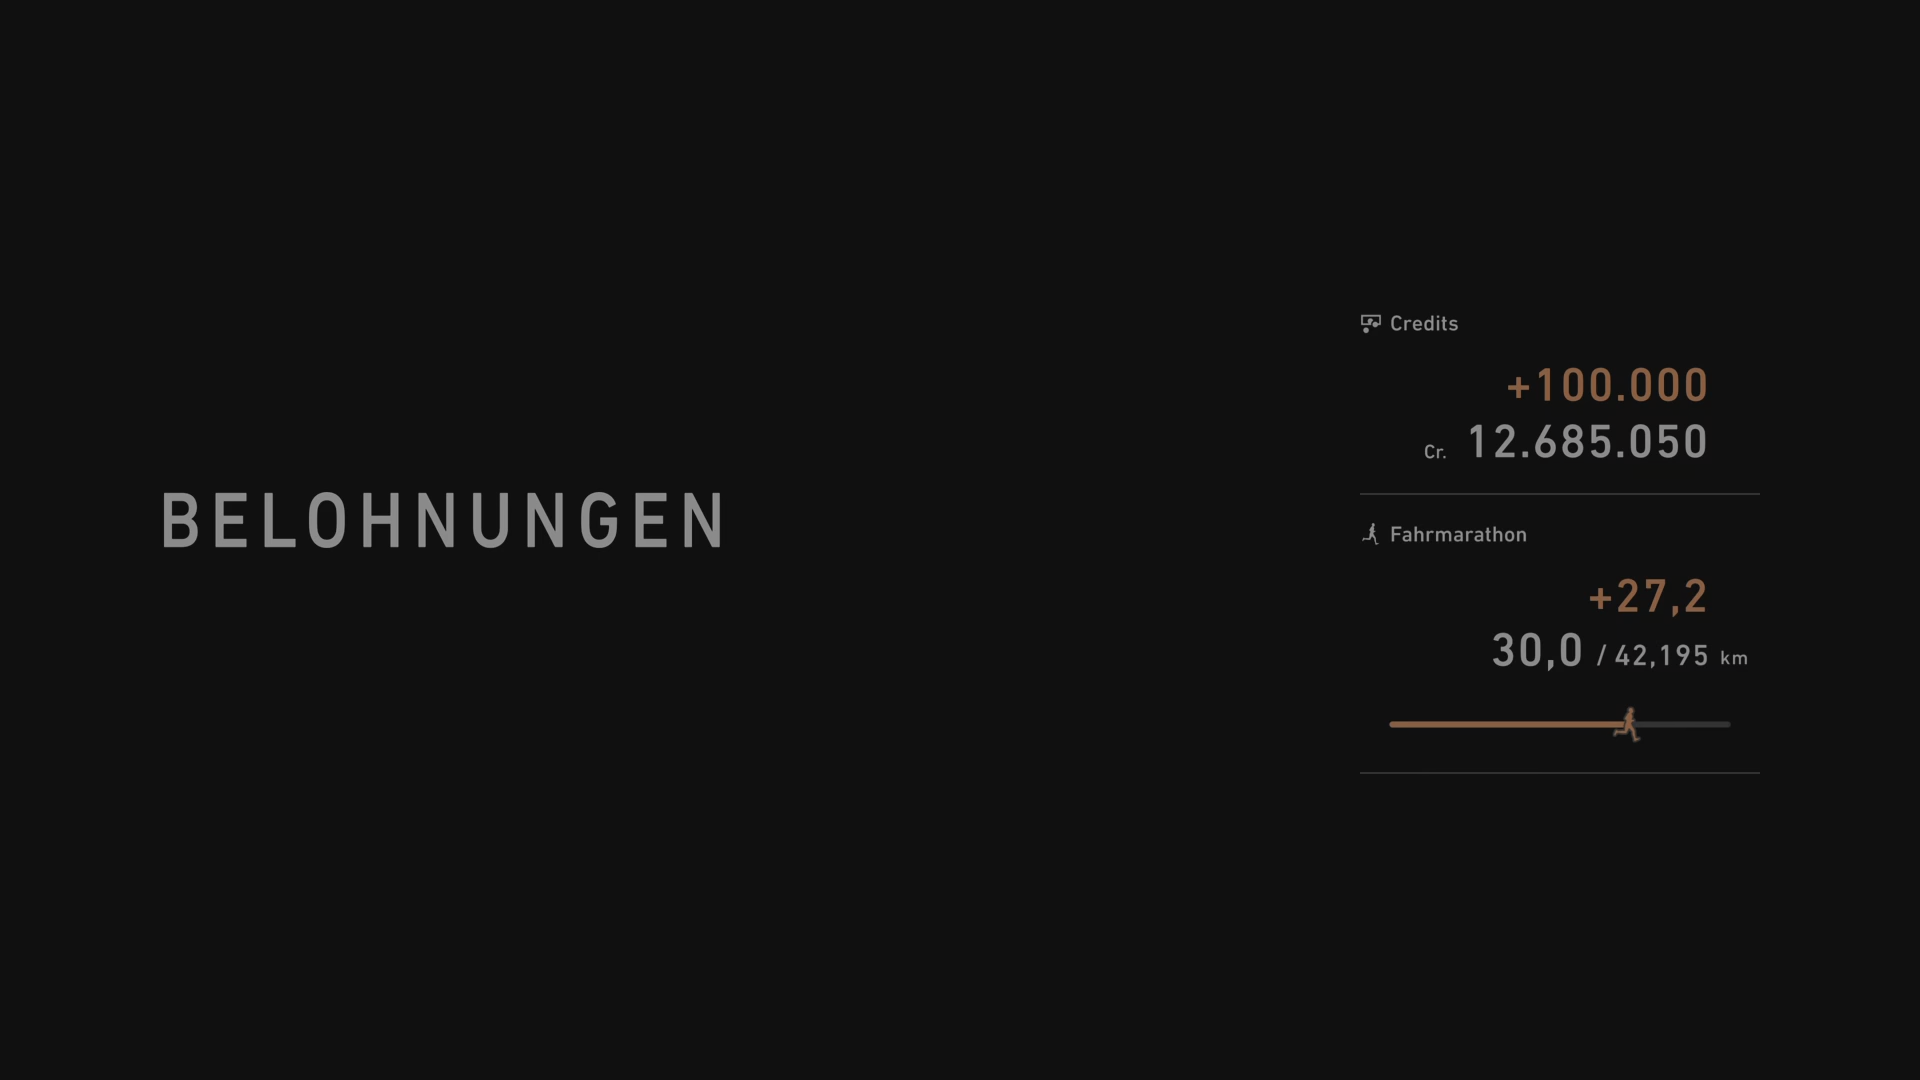 BELOHNUNGEN
Credits
+100.000
Cr. 12.685.050
Fahrmarathon
+27,2
30,0 / 42,195 km